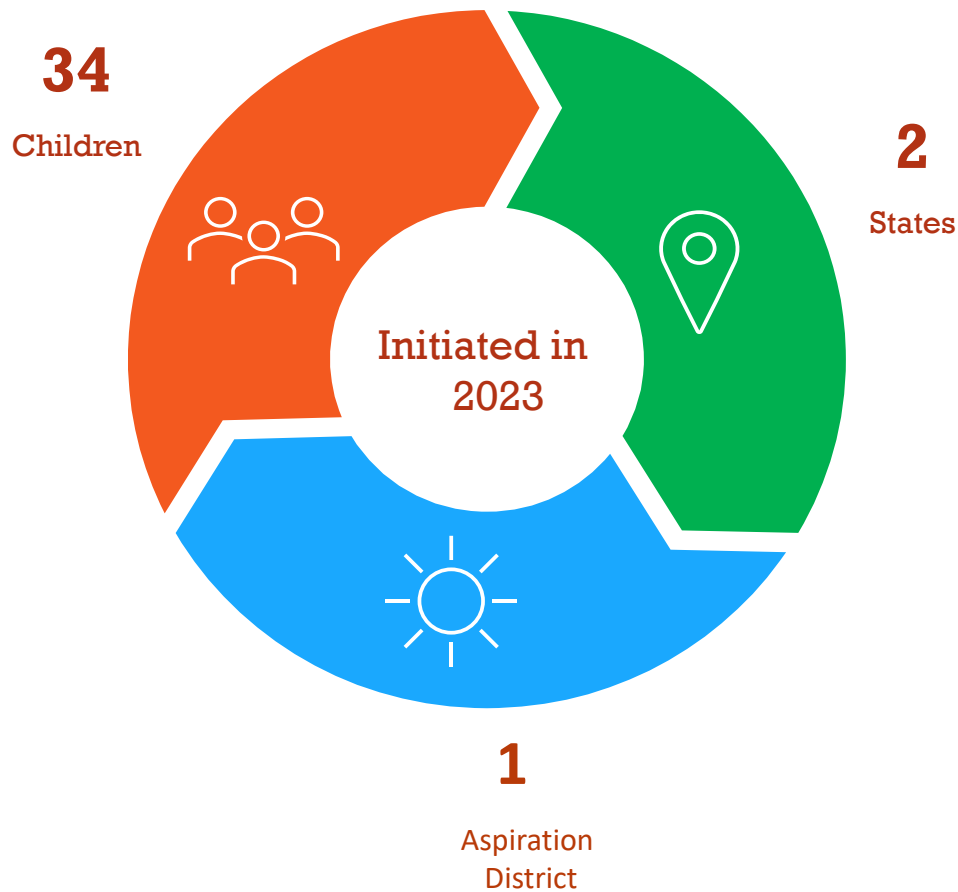 34
Children
2
States
Initiated in
2023
1
Aspiration
District